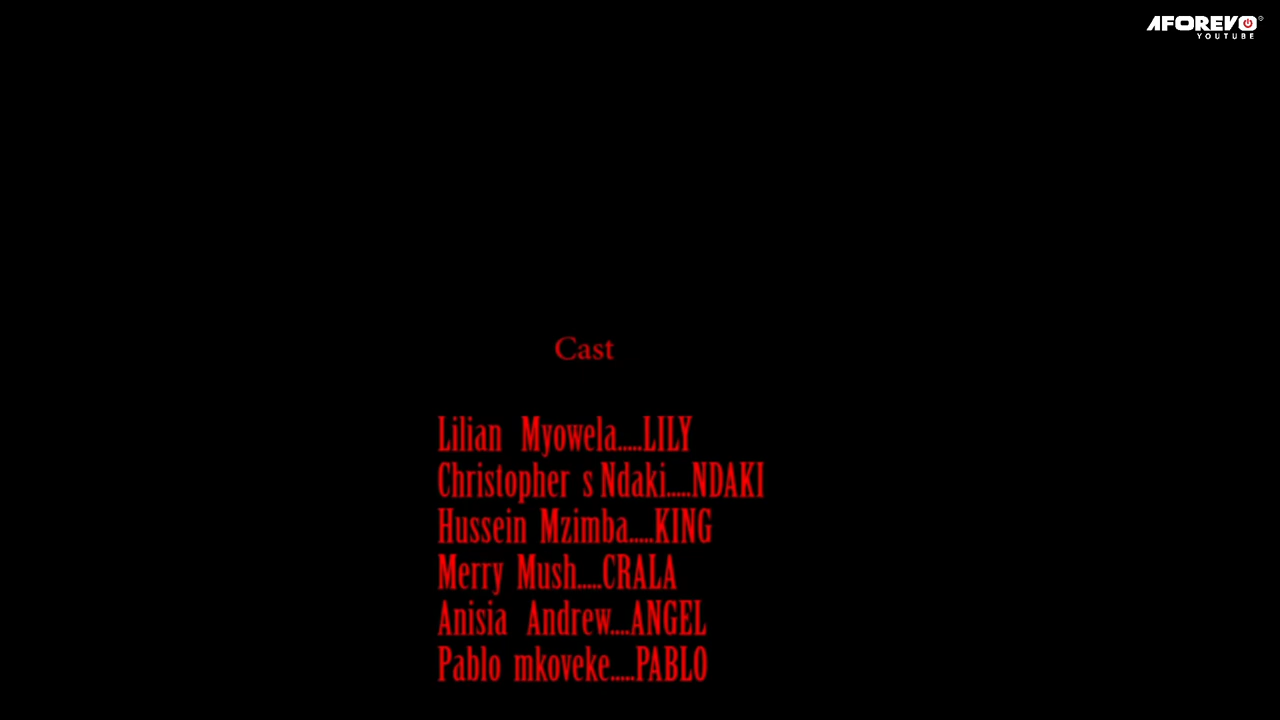 AFOREVO
YOUTUBE
Cast
Lilian Myowela.....LILY
Christopher s Ndaki.....NDAKI
Hussein Mzimba.....KING
Merry Mush.....CRALA
Anisia Andrew....ANGEL
Pablo mkoveke.....PABLO